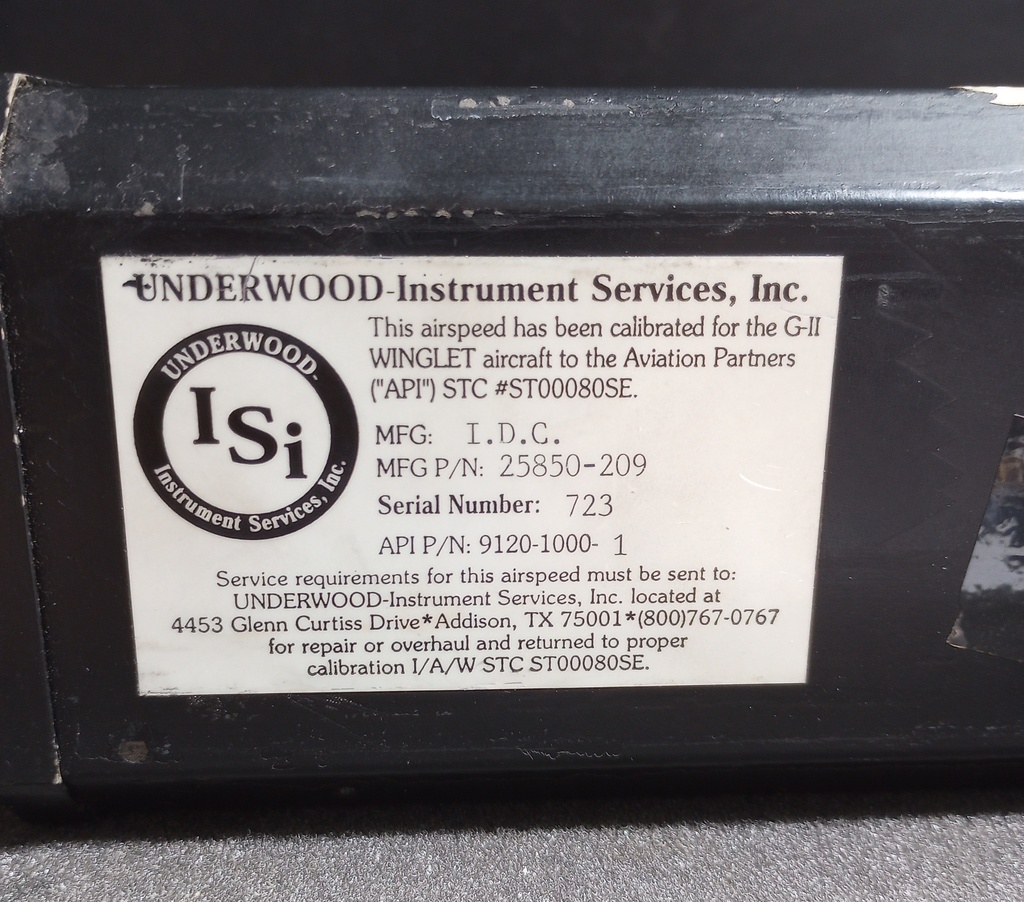 UNDERWOOD-Instrument Services, Inc.
This airspeed has been calibrated for the G-II
WINGLET aircraft to the Aviation Partners
("API") STC #ST00080SE.
UNDERWOOD-
ISi
Instrument Services, Inc.
MFG: I.D.C.
MFG P/N: 25850-209
Serial Number: 723
API P/N: 9120-1000- 1
Service requirements for this airspeed must be sent to:
UNDERWOOD-Instrument Services, Inc. located at
4453 Glenn Curtiss Drive*Addison, TX 75001*(800)767-0767
for repair or overhaul and returned to proper
calibration I/A/W STC ST00080SE.